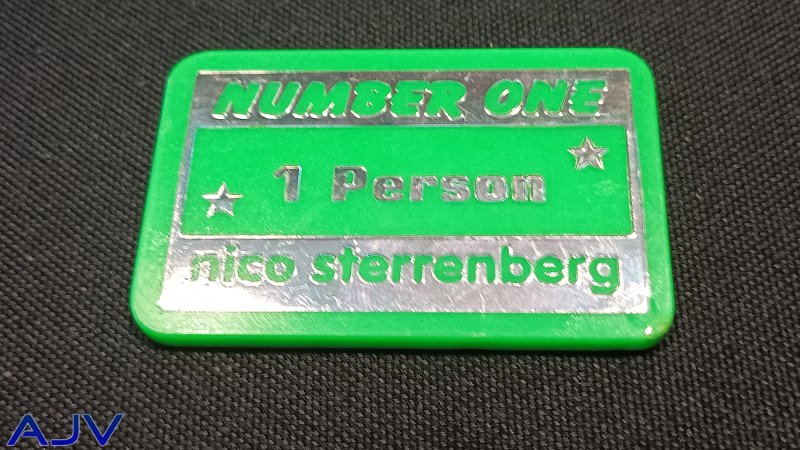 NUMBER ONE
1 Person
nico sterrenberg
AJV